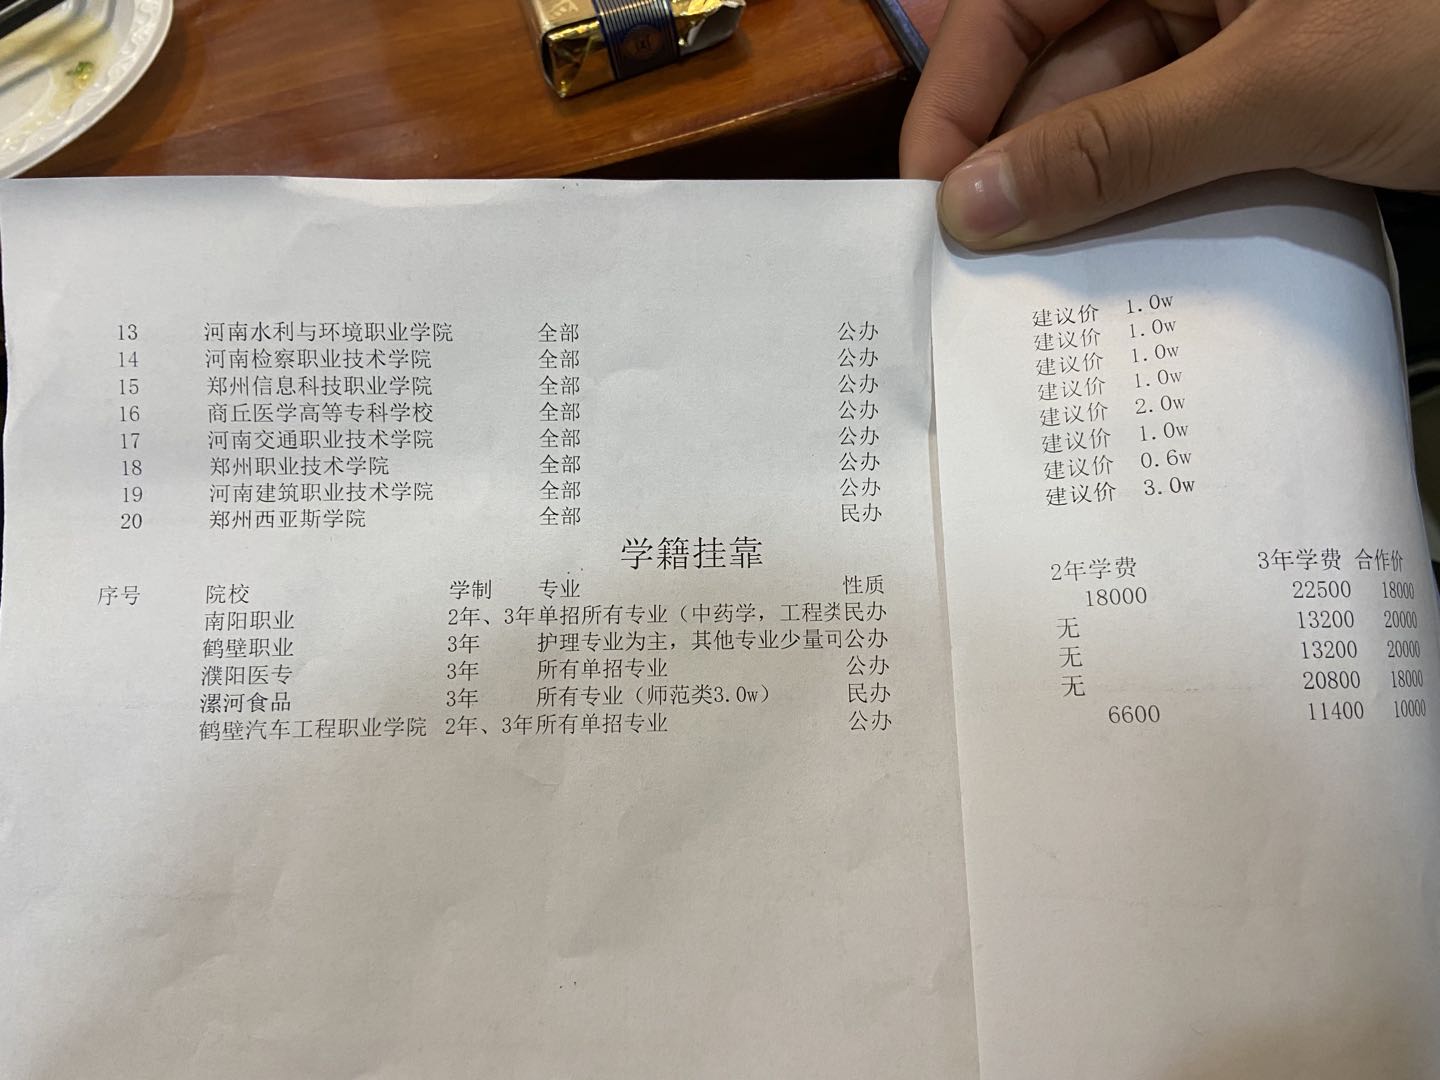 13 河南水利与环境职业学院 全部 公办 建议价 1.0w
14 河南检察职业技术学院 全部 公办 建议价 1.0w
15 郑州信息科技职业学院 全部 公办 建议价 1.0w
16 商丘医学高等专科学校 全部 公办 建议价 1.0w
17 河南交通职业技术学院 全部 公办 建议价 2.0w
18 郑州职业技术学院 全部 公办 建议价 1.0w
19 河南建筑职业技术学院 全部 公办 建议价 0.6w
20 郑州西亚斯学院 全部 民办 建议价 3.0w
学籍挂靠
序号 院校 学制 专业 性质 2年学费 3年学费 合作价
南阳职业 2年、3年 单招所有专业（中药学，工程类 民办 18000 22500 18000
鹤壁职业 3年 护理专业为主，其他专业少量可 公办 无 13200 20000
濮阳医专 3年 所有单招专业 公办 无 13200 20000
漯河食品 3年 所有专业（师范类3.0w） 民办 无 20800 18000
鹤壁汽车工程职业学院 2年、3年 所有单招专业 公办 6600 11400 10000